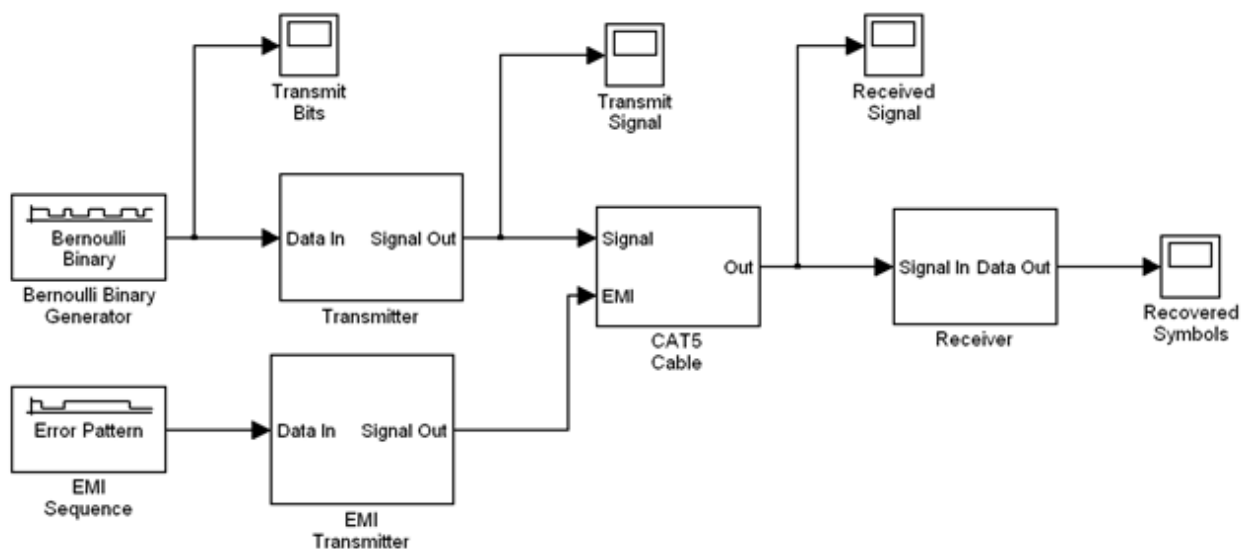 Transmit
Bits
Transmit
Signal
Received
Signal
Bernoulli
Binary
Bernoulli Binary
Generator
Data In Signal Out
Transmitter
Signal
EMI
Out
CAT5
Cable
Signal In Data Out
Receiver
Recovered
Symbols
Error Pattern
EMI
Sequence
Data In Signal Out
EMI
Transmitter